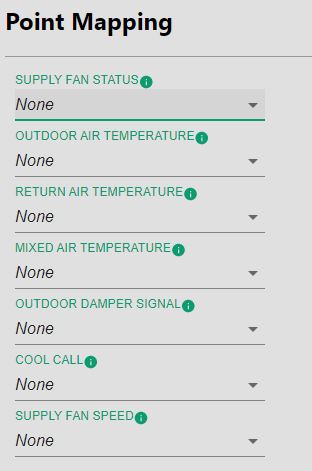 Point Mapping
SUPPLY FAN STATUS
None
OUTDOOR AIR TEMPERATURE
None
RETURN AIR TEMPERATURE
None
MIXED AIR TEMPERATURE
None
OUTDOOR DAMPER SIGNAL
None
COOL CALL
None
SUPPLY FAN SPEED
None